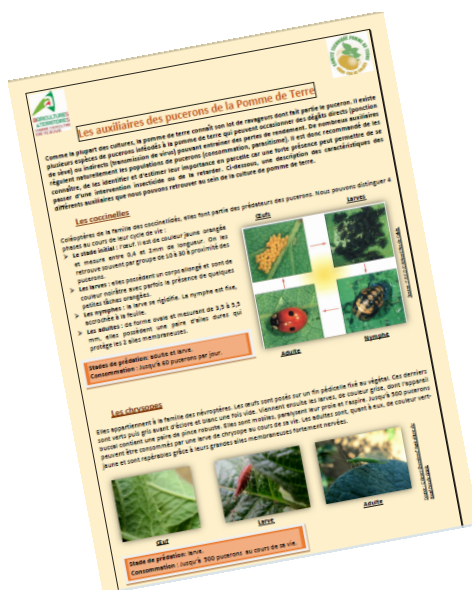 AGRICULTURES
& TERRITOIRES
Les auxiliaires des pucerons de la Pomme de Terre
Comme la plupart des cultures, la pomme de terre connaît son lot de ravageurs dont fait partie le puceron. Il existe
plusieurs espèces de pucerons inféodés à la pomme de terre qui peuvent occasionner des dégâts directs (ponction
de sève) ou indirects (transmission de virus) pouvant entraîner des pertes de rendement. De nombreux auxiliaires
régulent naturellement les populations de pucerons (consommation, parasitisme), il est donc recommandé de les
connaître, de les identifier et d'estimer leur importance en parcelle car une forte présence peut permettre de se
passer d'une intervention insecticide ou de la retarder. Ci-dessous, une description des caractéristiques des
différents auxiliaires que nous pouvons retrouver au sein de la culture de pomme de terre.
Les coccinelles
Coléoptères de la famille des coccinellidés, elles font partie des prédateurs des pucerons. Nous pouvons distinguer 4
phases au cours de leur cycle de vie :
➢ Le stade initial : l'œuf. Il est de couleur jaune orangée
et mesure entre 0,4 et 2 mm de longueur. On les
retrouve souvent par groupe de 10 à 30 à proximité des
pucerons.
➢ Les larves : elles possèdent un corps allongé et sont de
couleur noirâtre avec parfois la présence de quelques
petites tâches orangées.
➢ Les nymphes : la larve se rigidifie. La nymphe est fixe,
accrochée à la feuille.
➢ Les adultes : de forme ovale et mesurant de 3,5 à 5,5
mm, elles possèdent une paire d'ailes durs qui
protège les 2 ailes membraneuses.
Œufs
Larves
Adulte
Nymphe
Stades de prédation: adulte et larve.
Consommation : Jusqu'à 60 pucerons par jour.
Les chrysopes
Elles appartiennent à la famille des névroptères. Les œufs sont posés sur un fin pédicelle fixé au végétal. Ces derniers
sont verts puis gris avant d'éclore et blanc une fois vide. Viennent ensuite les larves, de couleur grise, dont l'appareil
buccal contient une paire de pince robuste. Elles sont mobiles, paralysent leur proie et l'aspire. Jusqu'à 500 pucerons
peuvent être consommés par une larve de chrysope au cours de sa vie. Les adultes sont, quant à eux, de couleur vert-
jaune et sont repérables grâce à leurs grandes ailes membraneuses fortement nervées.
Œuf
Larve
Adulte
Stade de prédation: larve.
Consommation : Jusqu'à 500 pucerons au cours de sa vie.